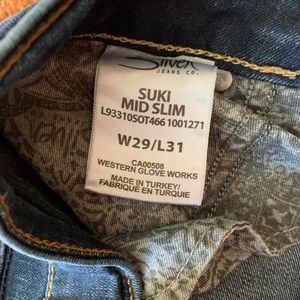 Silver
JEANS CO.
SUKI
MID SLIM
L93310SOT466 1001271
W29/L31
CA00508
WESTERN GLOVE WORKS
MADE IN TURKEY/
FABRIQUÉ EN TURQUIE